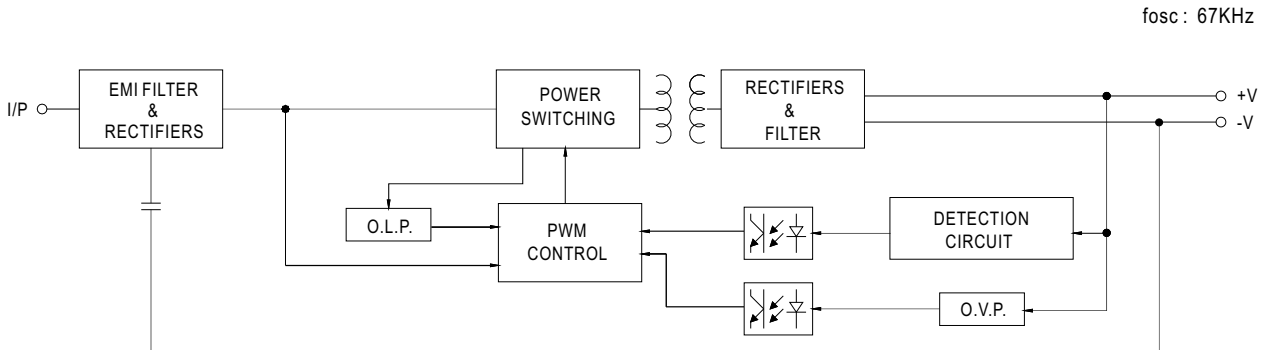 fosc : 67KHz
I/P
EMI FILTER
&
RECTIFIERS
POWER
SWITCHING
RECTIFIERS
&
FILTER
+V
-V
O.L.P.
PWM
CONTROL
DETECTION
CIRCUIT
O.V.P.